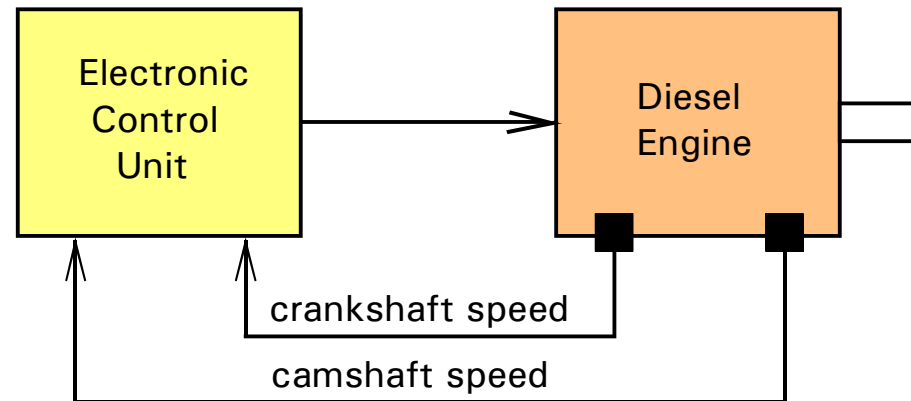 Electronic
Control
Unit
Diesel
Engine
crankshaft speed
camshaft speed